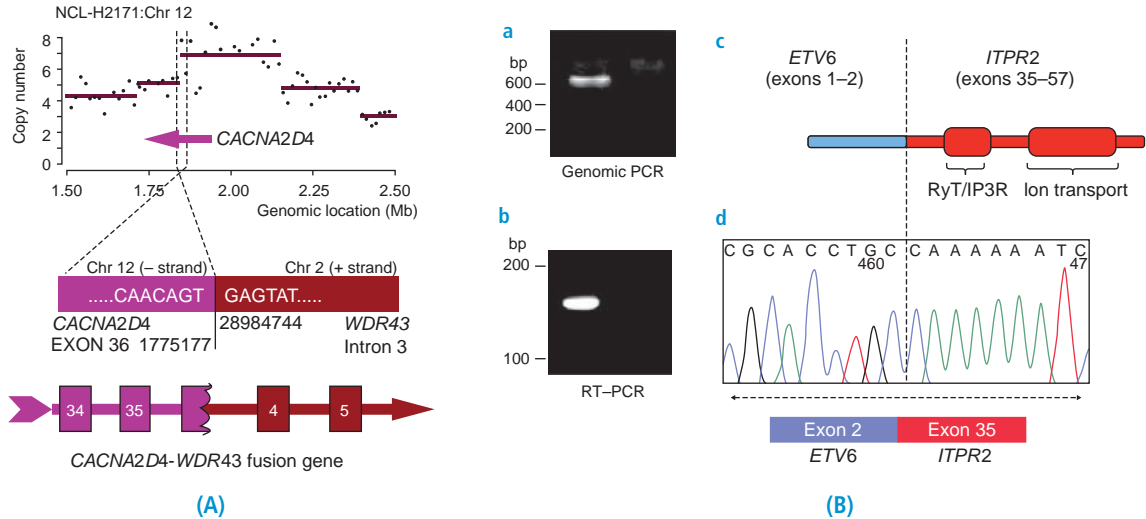 NCL-H2171:Chr 12
Copy number
8
6
4
2
0
CACNA2D4
1.50 1.75 2.00 2.25 2.50
Genomic location (Mb)
Chr 12 (– strand) Chr 2 (+ strand)
.....CAACAGT GAGTAT.....
CACNA2D4 28984744 WDR43
EXON 36 1775177 Intron 3
34 35 4 5
CACNA2D4-WDR43 fusion gene
(A)
a
bp
600
400
200
Genomic PCR
b
bp
200
100
RT–PCR
c
ETV6 ITPR2
(exons 1–2) (exons 35–57)
RyT/IP3R Ion transport
d
C G C A C C T G C C A A A A A A T C
460 47
Exon 2 Exon 35
ETV6 ITPR2
(B)